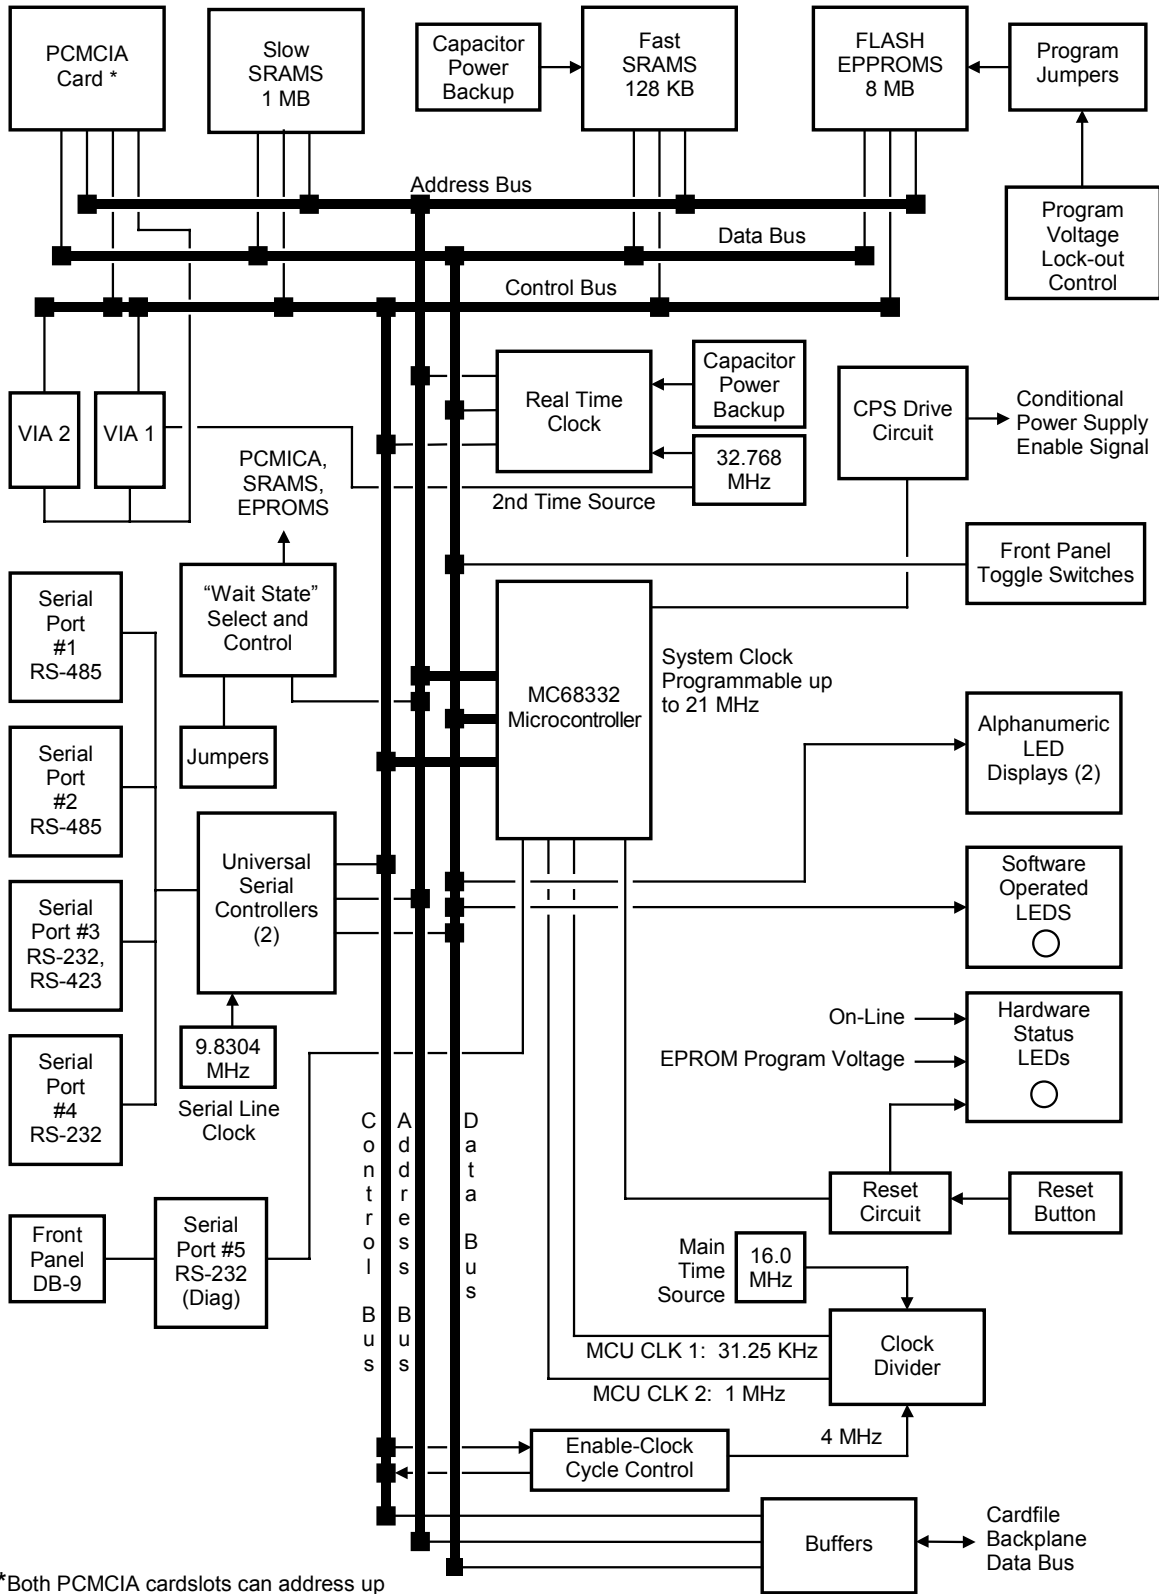 PCMCIA
Card *
Slow
SRAMS
1 MB
Capacitor
Power
Backup
Fast
SRAMS
128 KB
FLASH
EPPROMS
8 MB
Program
Jumpers
Address Bus
Program
Voltage
Lock-out
Control
Data Bus
Control Bus
VIA 2
VIA 1
Real Time
Clock
Capacitor
Power
Backup
CPS Drive
Circuit
Conditional
Power Supply
Enable Signal
32.768
MHz
2nd Time Source
PCMICA,
SRAMS,
EPROMS
Front Panel
Toggle Switches
Serial
Port
#1
RS-485
“Wait State”
Select and
Control
MC68332
Microcontroller
System Clock
Programmable up
to 21 MHz
Jumpers
Serial
Port
#2
RS-485
Alphanumeric
LED
Displays (2)
Universal
Serial
Controllers
(2)
Software
Operated
LEDS
Serial
Port #3
RS-232,
RS-423
9.8304
MHz
Serial Line
Clock
On-Line
EPROM Program Voltage
Hardware
Status
LEDs
Serial
Port
#4
RS-232
Control Bus
Address Bus
Data Bus
Reset
Circuit
Reset
Button
Front
Panel
DB-9
Serial
Port #5
RS-232
(Diag)
Main
Time
Source
16.0
MHz
MCU CLK 1: 31.25 KHz
MCU CLK 2: 1 MHz
Clock
Divider
4 MHz
Enable-Clock
Cycle Control
Buffers
Cardfile
Backplane
Data Bus
*Both PCMCIA cardslots can address up